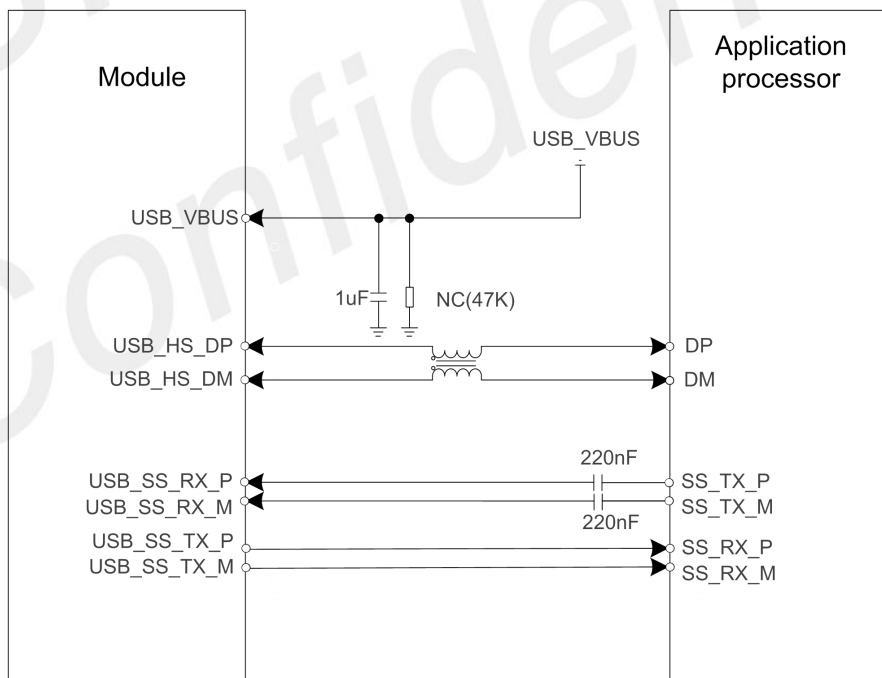 Confiden
Module
Application
processor
USB_VBUS
USB_VBUS
1uF
NC(47K)
USB_HS_DP
DP
USB_HS_DM
DM
220nF
USB_SS_RX_P
SS_TX_P
USB_SS_RX_M
SS_TX_M
220nF
USB_SS_TX_P
SS_RX_P
USB_SS_TX_M
SS_RX_M